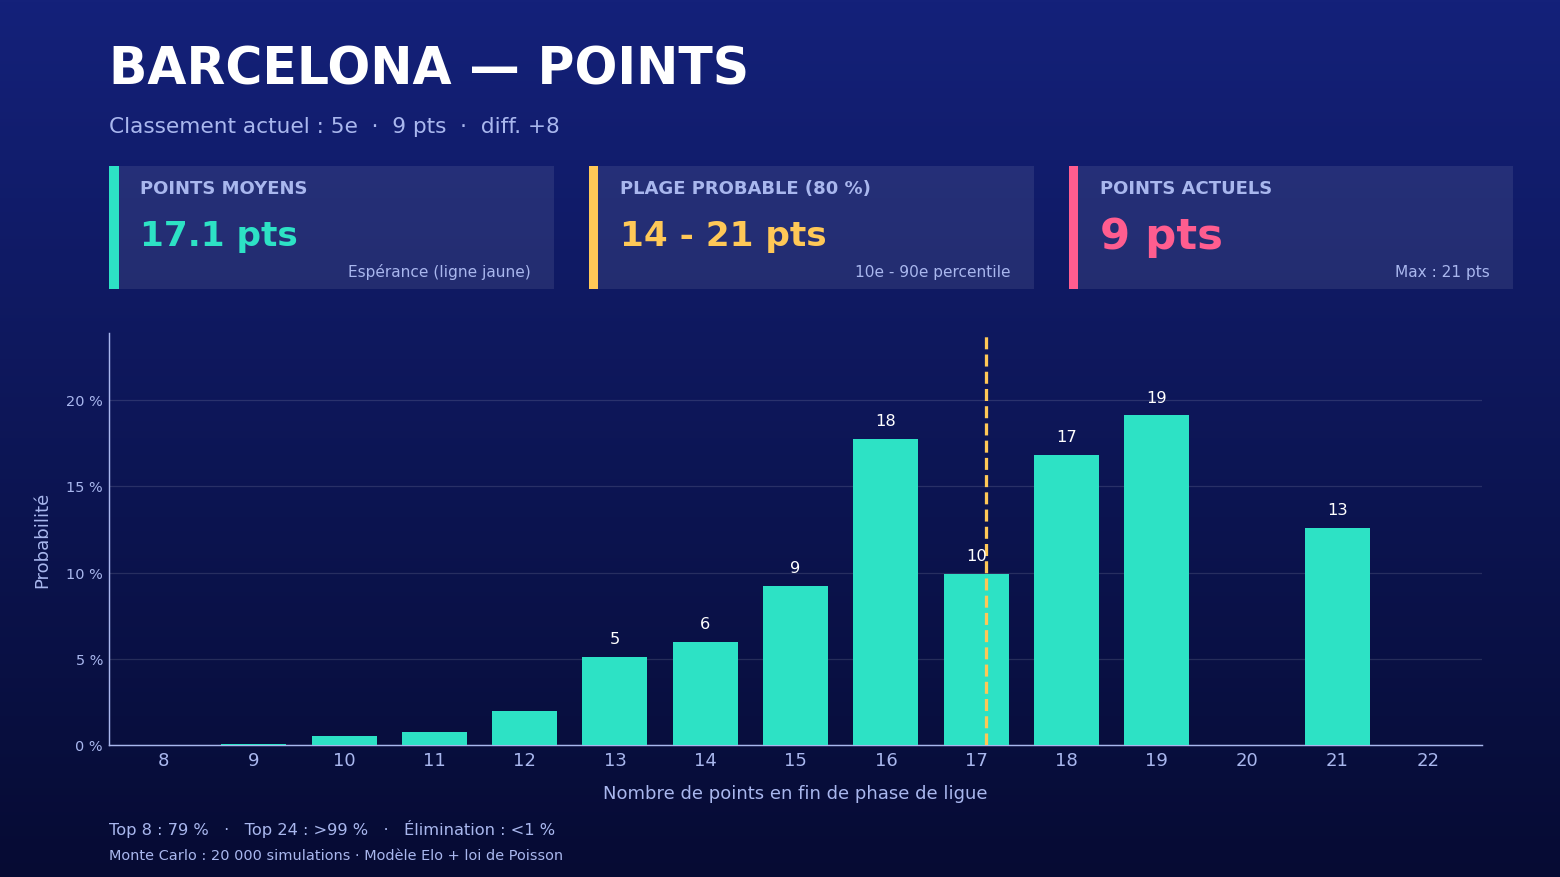 BARCELONA — POINTS
Classement actuel : 5e · 9 pts · diff. +8
POINTS MOYENS
17.1 pts
Espérance (ligne jaune)
PLAGE PROBABLE (80 %)
14 - 21 pts
10e - 90e percentile
POINTS ACTUELS
9 pts
Max : 21 pts
Probabilité
20 %
15 %
10 %
5 %
0 %
5
6
9
18
10
17
19
13
8 9 10 11 12 13 14 15 16 17 18 19 20 21 22
Nombre de points en fin de phase de ligue
Top 8 : 79 % · Top 24 : >99 % · Élimination : <1 %
Monte Carlo : 20 000 simulations · Modèle Elo + loi de Poisson